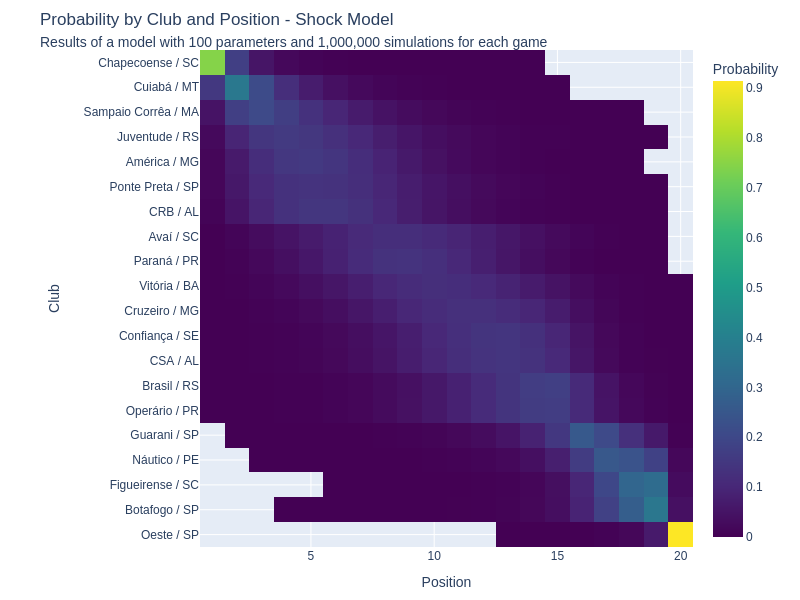 Probability by Club and Position - Shock Model
Results of a model with 100 parameters and 1,000,000 simulations for each game
Probability
Club
Chapecoense / SC
Cuiabá / MT
Sampaio Corrêa / MA
Juventude / RS
América / MG
Ponte Preta / SP
CRB / AL
Avaí / SC
Paraná / PR
Vitória / BA
Cruzeiro / MG
Confiança / SE
CSA / AL
Brasil / RS
Operário / PR
Guarani / SP
Náutico / PE
Figueirense / SC
Botafogo / SP
Oeste / SP
0.9
0.8
0.7
0.6
0.5
0.4
0.3
0.2
0.1
0
5
10
15
20
Position